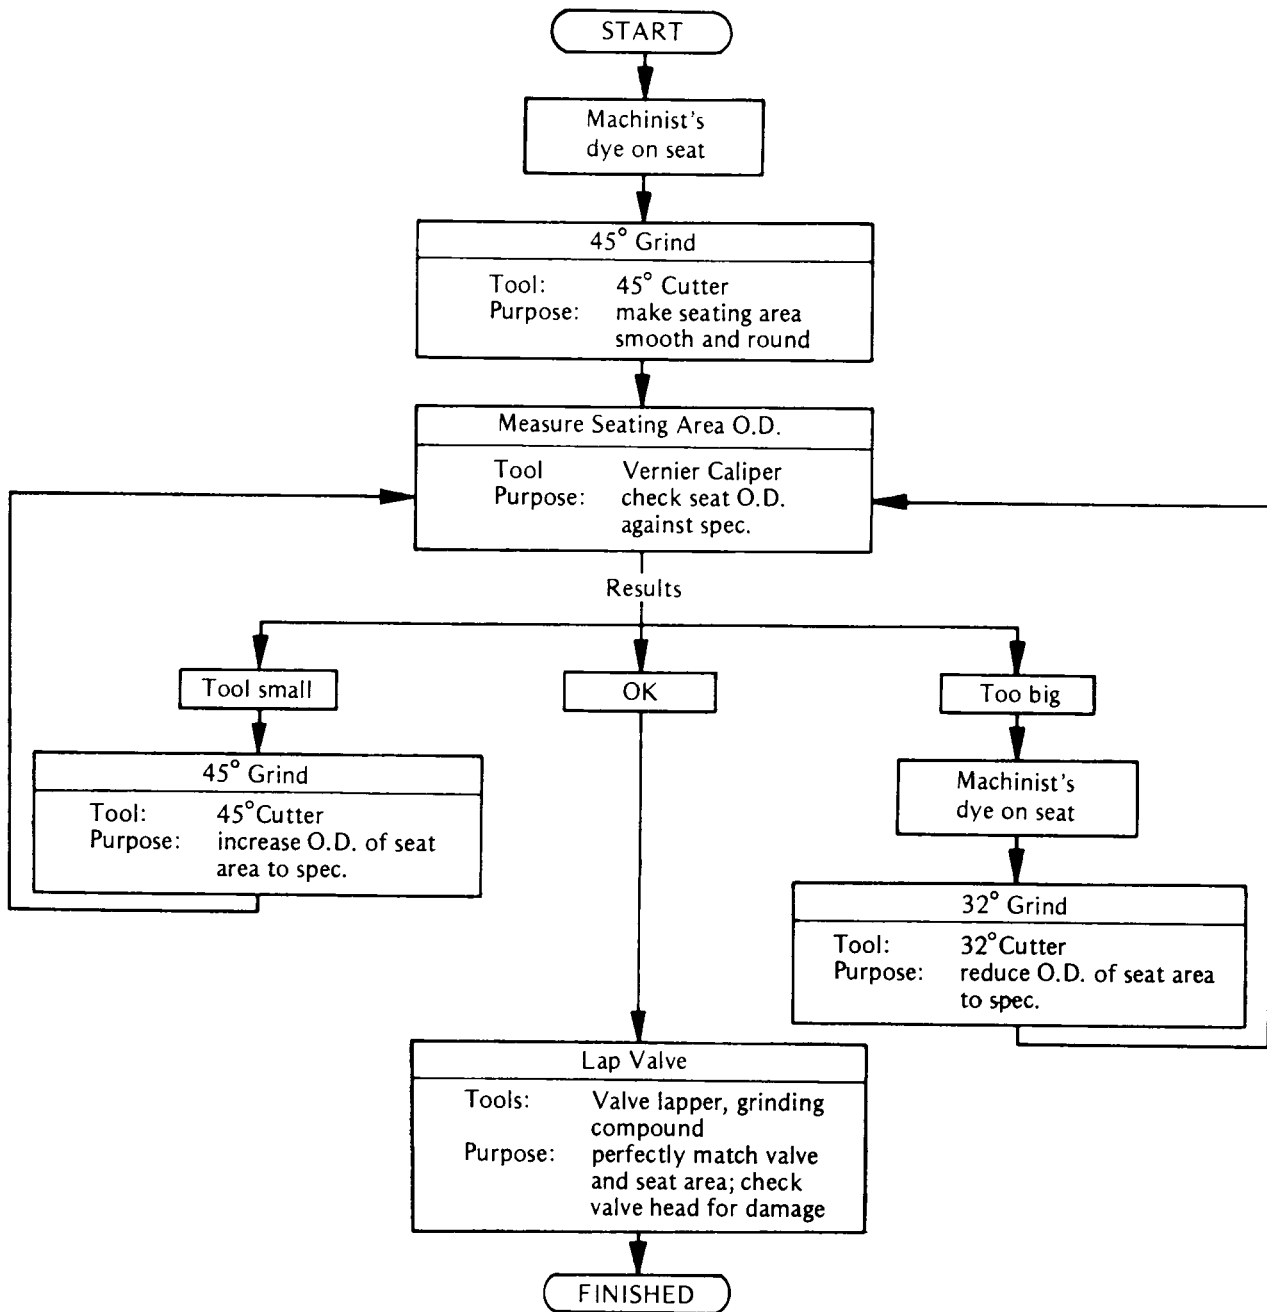 START
Machinist's
dye on seat
45° Grind
Tool: 45° Cutter
Purpose: make seating area
smooth and round
Measure Seating Area O.D.
Tool Vernier Caliper
Purpose: check seat O.D.
against spec.
Results
Tool small
OK
Too big
45° Grind
Tool: 45° Cutter
Purpose: increase O.D. of seat
area to spec.
Machinist's
dye on seat
32° Grind
Tool: 32° Cutter
Purpose: reduce O.D. of seat area
to spec.
Lap Valve
Tools: Valve lapper, grinding
compound
Purpose: perfectly match valve
and seat area; check
valve head for damage
FINISHED